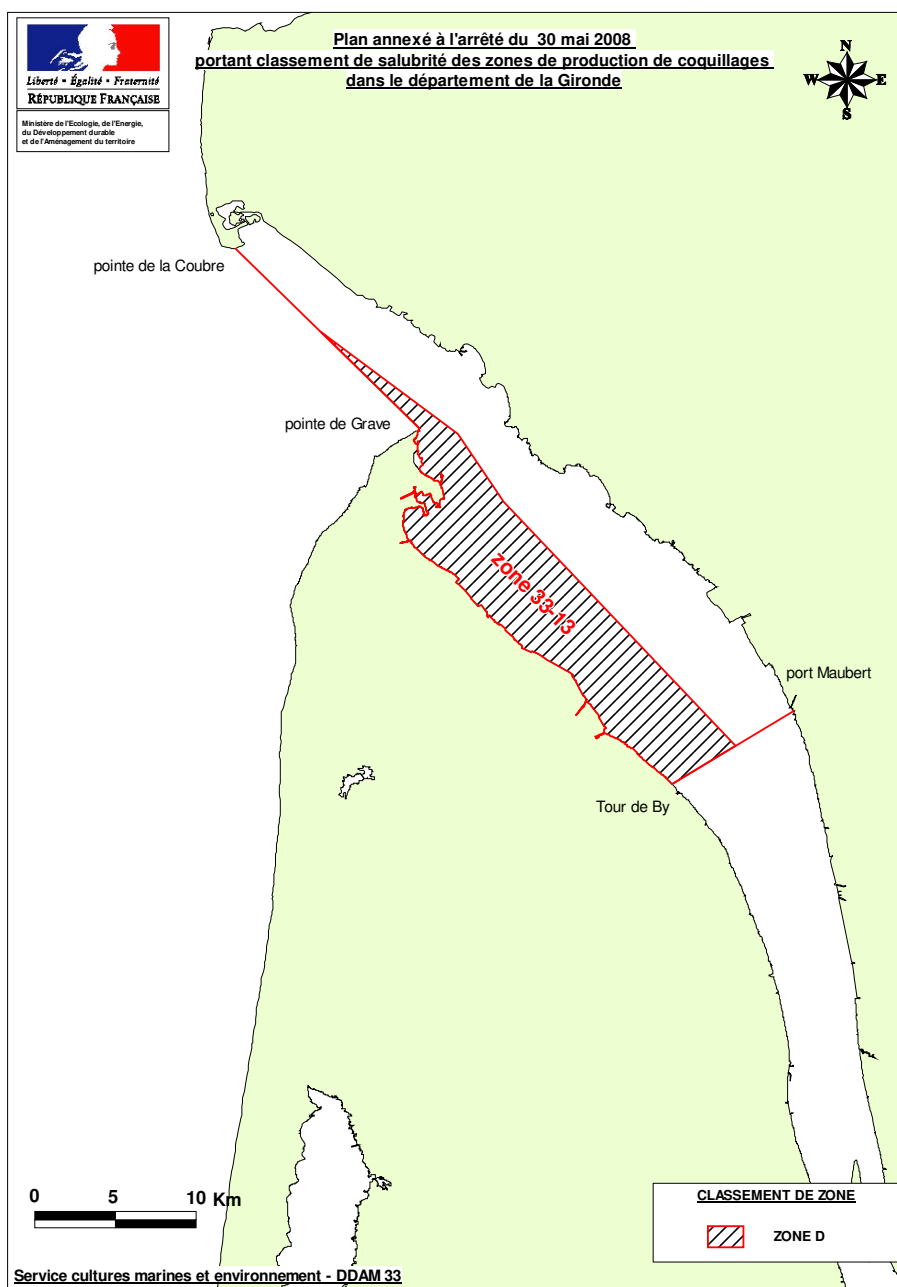 Plan annexé à l'arrêté du 30 mai 2008
portant classement de salubrité des zones de production de coquillages
dans le département de la Gironde
Liberté • Égalité • Fraternité
RÉPUBLIQUE FRANÇAISE
Ministère de l'Ecologie, de l'Energie,
du Développement durable
et de l'Aménagement du territoire
N
W E
S
pointe de la Coubre
pointe de Grave
zone 33-13
port Maubert
Tour de By
0 5 10 Km
CLASSEMENT DE ZONE
ZONE D
Service cultures marines et environnement - DDAM 33